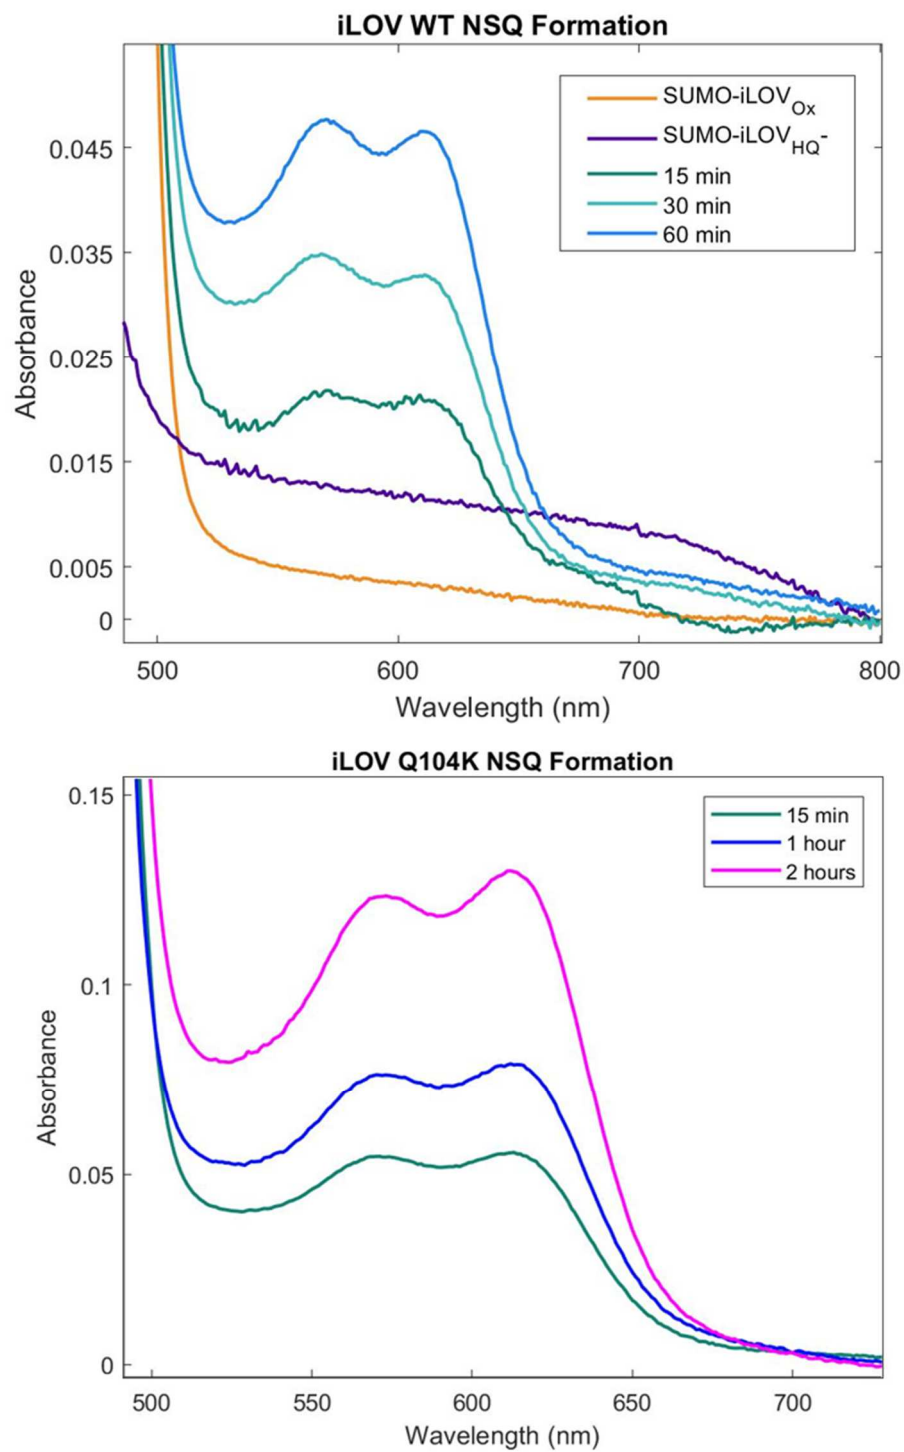 iLOV WT NSQ Formation
SUMO-iLOV_Ox
SUMO-iLOV_HQ-
15 min
30 min
60 min
0.045
0.035
0.025
0.015
0.005
0
Absorbance
500 600 700 800
Wavelength (nm)
iLOV Q104K NSQ Formation
15 min
1 hour
2 hours
0.15
0.1
0.05
0
Absorbance
500 550 600 650 700
Wavelength (nm)